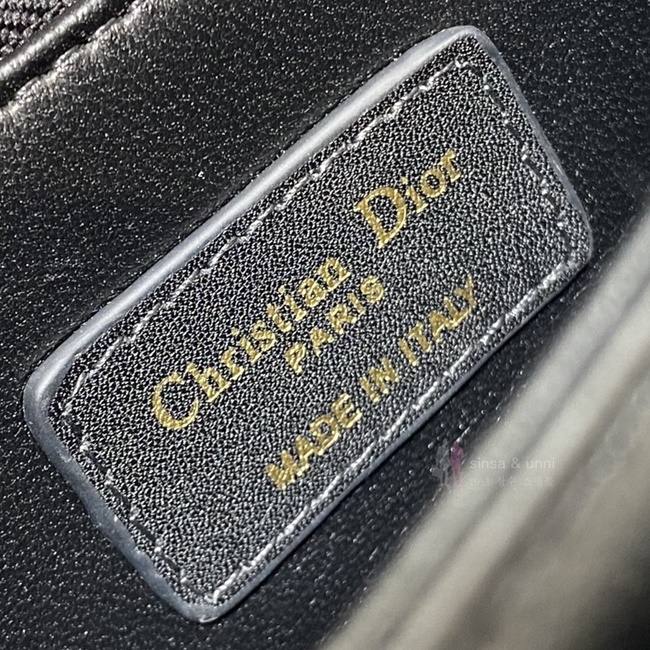 Christian Dior
PARIS
MADE IN ITALY
sinsa & unni